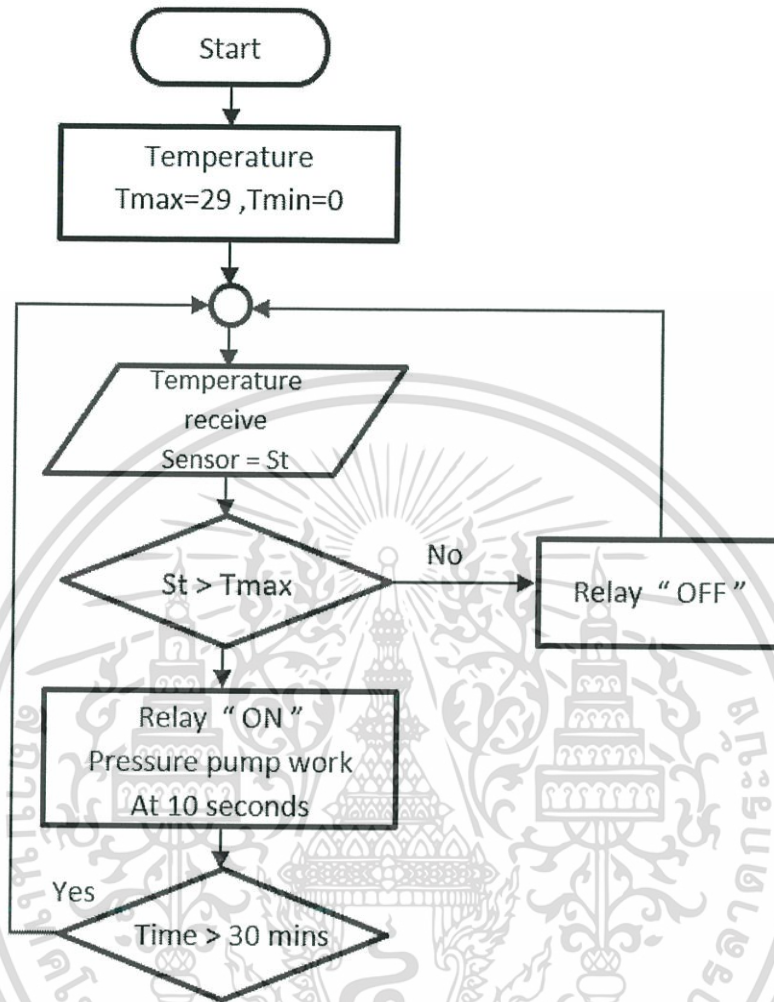 Start
Temperature
Tmax=29 ,Tmin=0
Temperature
receive
Sensor = St
St > Tmax
No
Relay “ OFF ”
Relay “ ON ”
Pressure pump work
At 10 seconds
Yes
Time > 30 mins